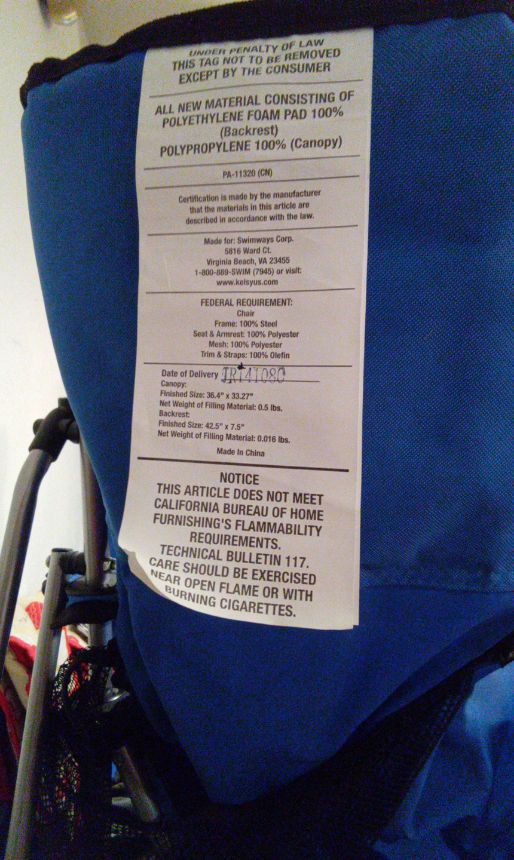 UNDER PENALTY OF LAW
THIS TAG NOT TO BE REMOVED
EXCEPT BY THE CONSUMER
ALL NEW MATERIAL CONSISTING OF
POLYETHYLENE FOAM PAD 100%
(Backrest)
POLYPROPYLENE 100% (Canopy)
PA-11320 (CN)
Certification is made by the manufacturer
that the materials in this article are
described in accordance with the law.
Made for: Swimways Corp.
5816 Ward Ct.
Virginia Beach, VA 23455
1-800-889-SWIM (7945) or visit:
www.kelsyus.com
FEDERAL REQUIREMENT:
Chair
Frame: 100% Steel
Seat & Armrest: 100% Polyester
Mesh: 100% Polyester
Trim & Straps: 100% Olefin
Date of Delivery
Canopy:
Finished Size: 36.4" x 33.27"
Net Weight of Filling Material: 0.5 lbs.
Backrest:
Finished Size: 42.5" x 7.5"
Net Weight of Filling Material: 0.016 lbs.
Made In China
NOTICE
THIS ARTICLE DOES NOT MEET
CALIFORNIA BUREAU OF HOME
FURNISHING'S FLAMMABILITY
REQUIREMENTS.
TECHNICAL BULLETIN 117.
CARE SHOULD BE EXERCISED
NEAR OPEN FLAME OR WITH
BURNING CIGARETTES.